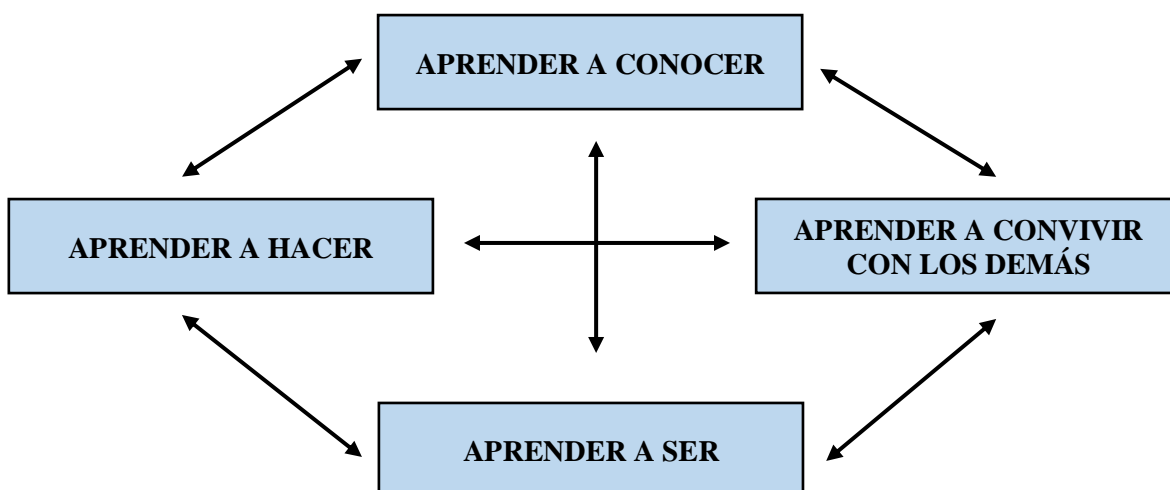 APRENDER A CONOCER
APRENDER A HACER
APRENDER A CONVIVIR
CON LOS DEMÁS
APRENDER A SER